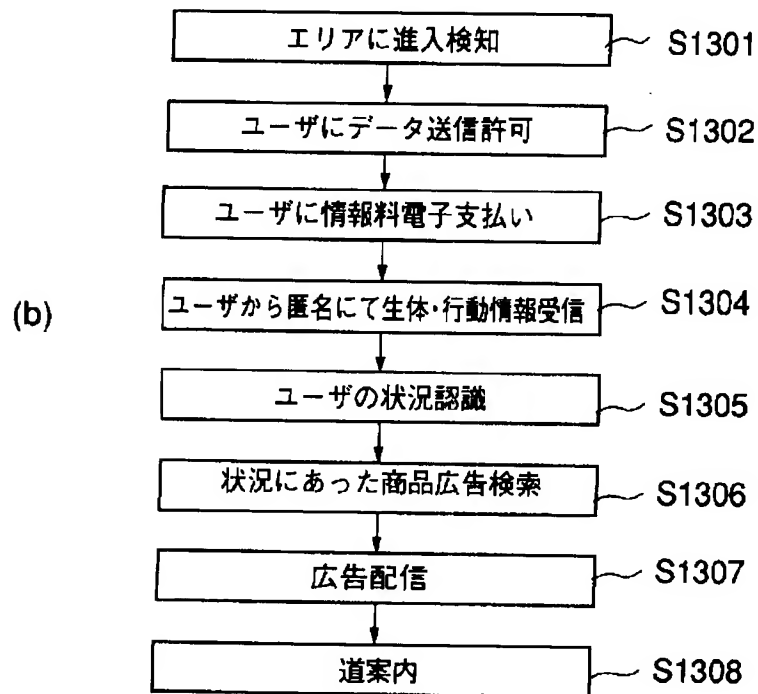 エリアに進入検知 S1301
ユーザにデータ送信許可 S1302
ユーザに情報料電子支払い S1303
(b)
ユーザから匿名にて生体・行動情報受信 S1304
ユーザの状況認識 S1305
状況にあった商品広告検索 S1306
広告配信 S1307
道案内 S1308